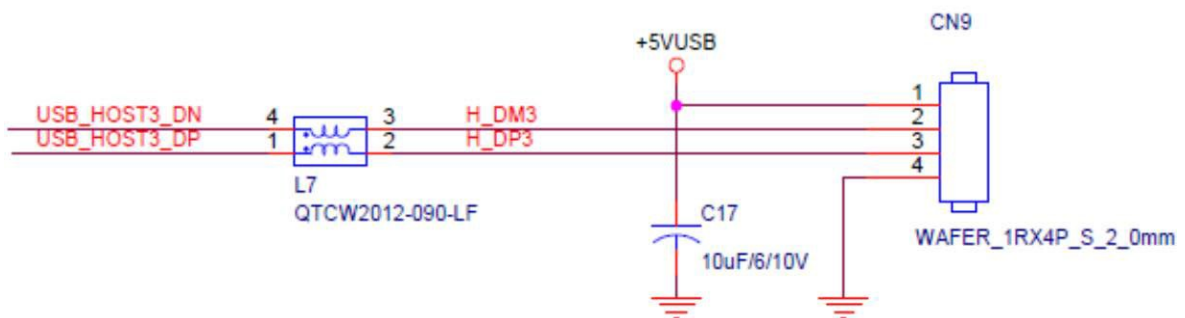 CN9
+5VUSB
1
USB_HOST3_DN 4 3 H_DM3 2
USB_HOST3_DP 1 2 H_DP3 3
4
L7
QTCW2012-090-LF
C17
10uF/6/10V
WAFER_1RX4P_S_2_0mm